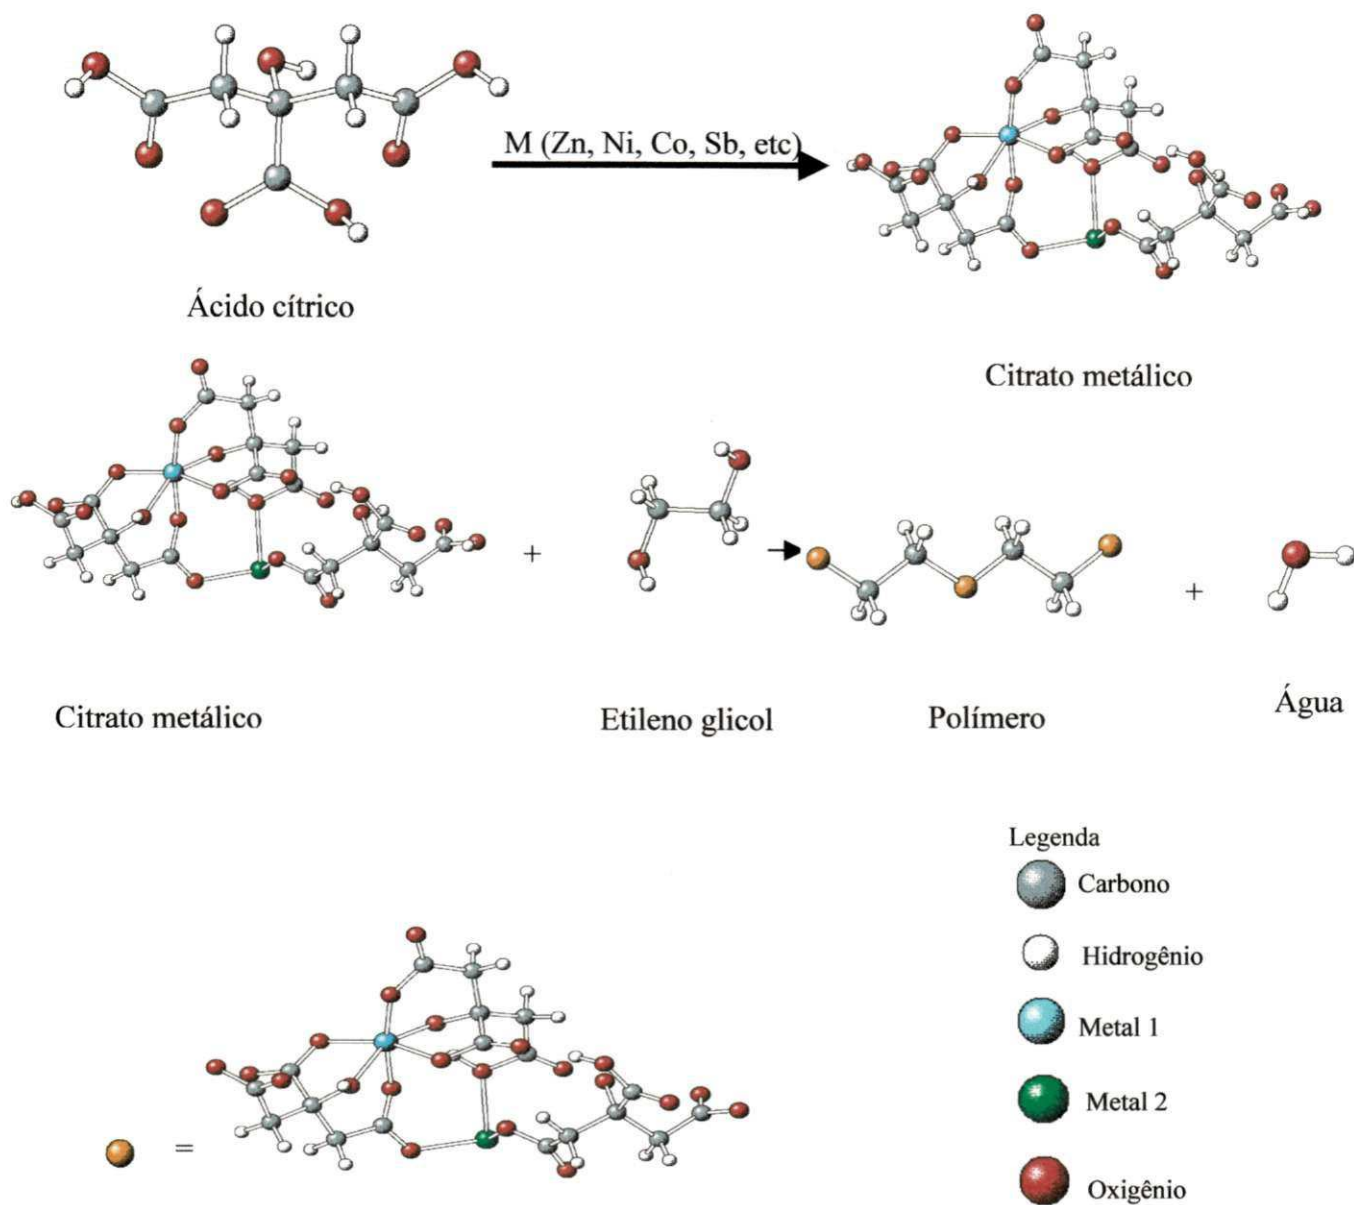 M (Zn, Ni, Co, Sb, etc)
Ácido cítrico
Citrato metálico
+
+
Citrato metálico
Etileno glicol
Polímero
Água
Legenda
Carbono
Hidrogênio
Metal 1
Metal 2
=
Oxigênio